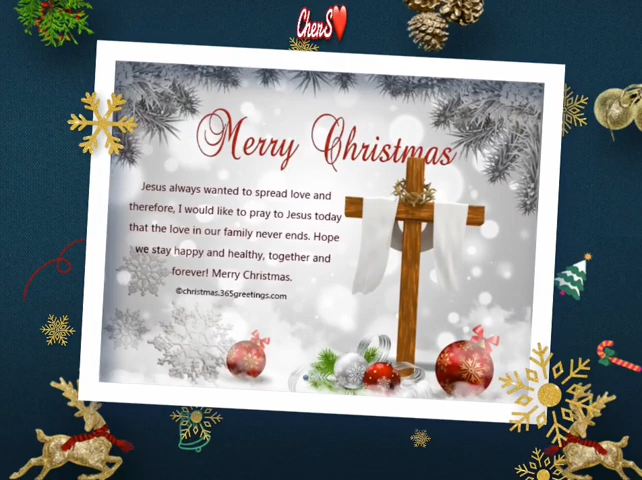 CherS❤️
Merry Christmas
Jesus always wanted to spread love and
therefore, I would like to pray to Jesus today
that the love in our family never ends. Hope
we stay happy and healthy, together and
forever! Merry Christmas.
©christmas.365greetings.com